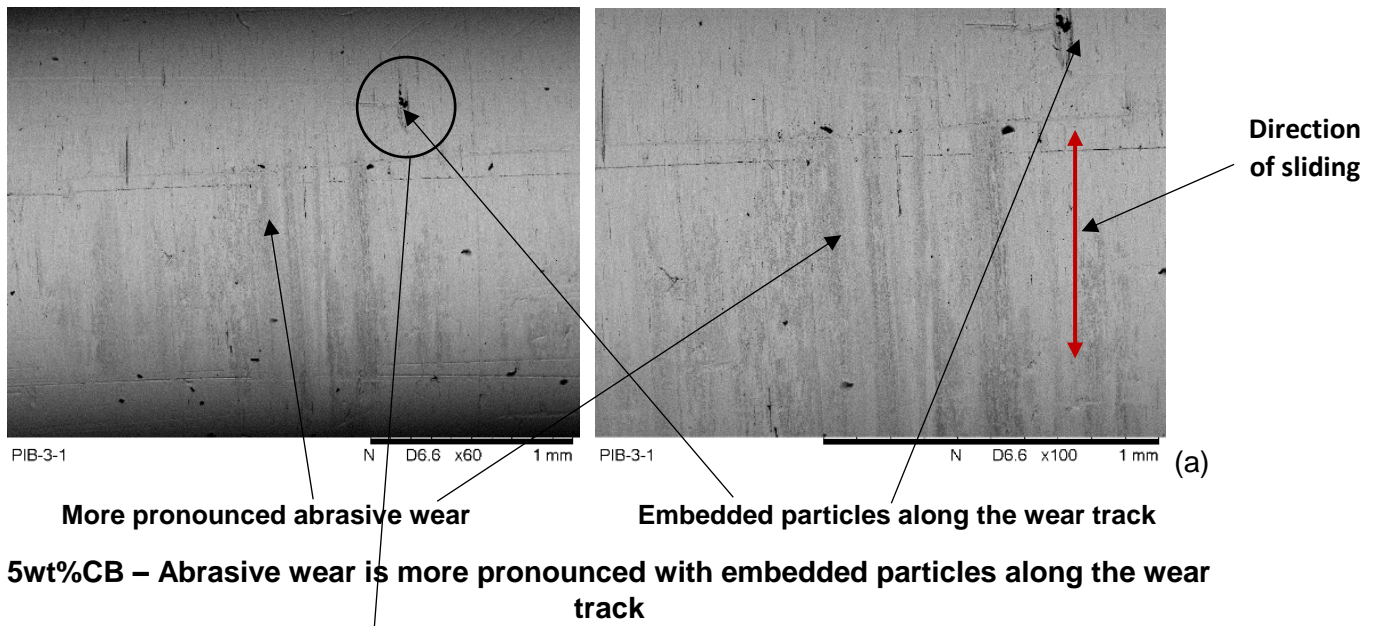 Direction
of sliding
PIB-3-1 N D6.6 x60 1 mm
PIB-3-1 N D6.6 x100 1 mm
(a)
More pronounced abrasive wear
Embedded particles along the wear track
5wt%CB – Abrasive wear is more pronounced with embedded particles along the wear
track